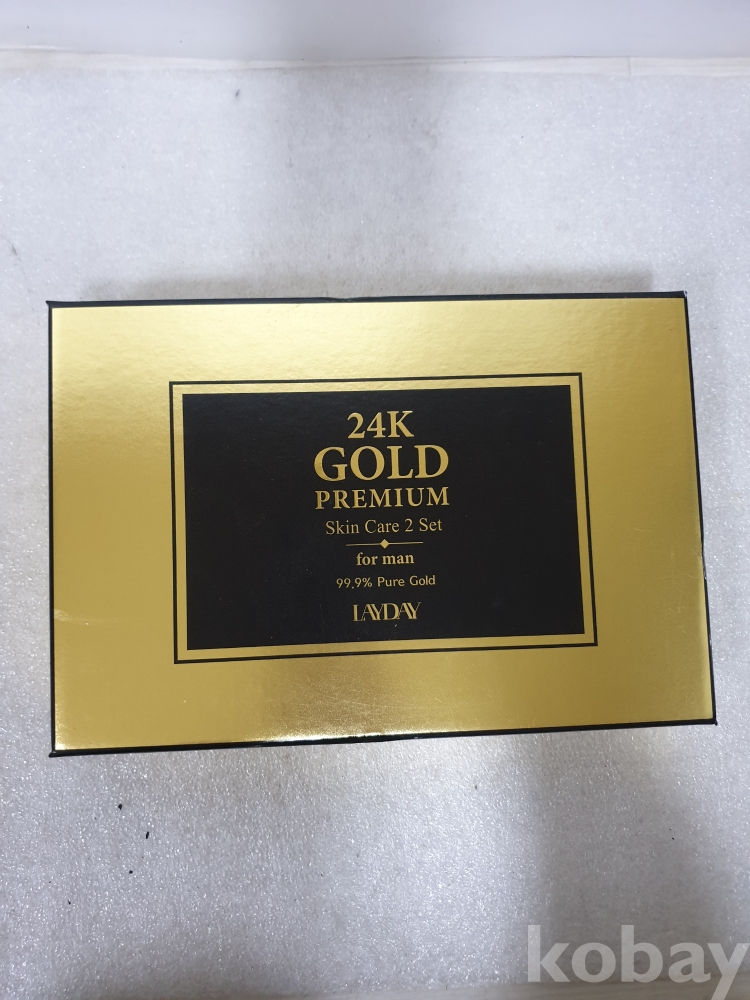 24K
GOLD
PREMIUM
Skin Care 2 Set
for man
99.9% Pure Gold
LAYDAY
kobay